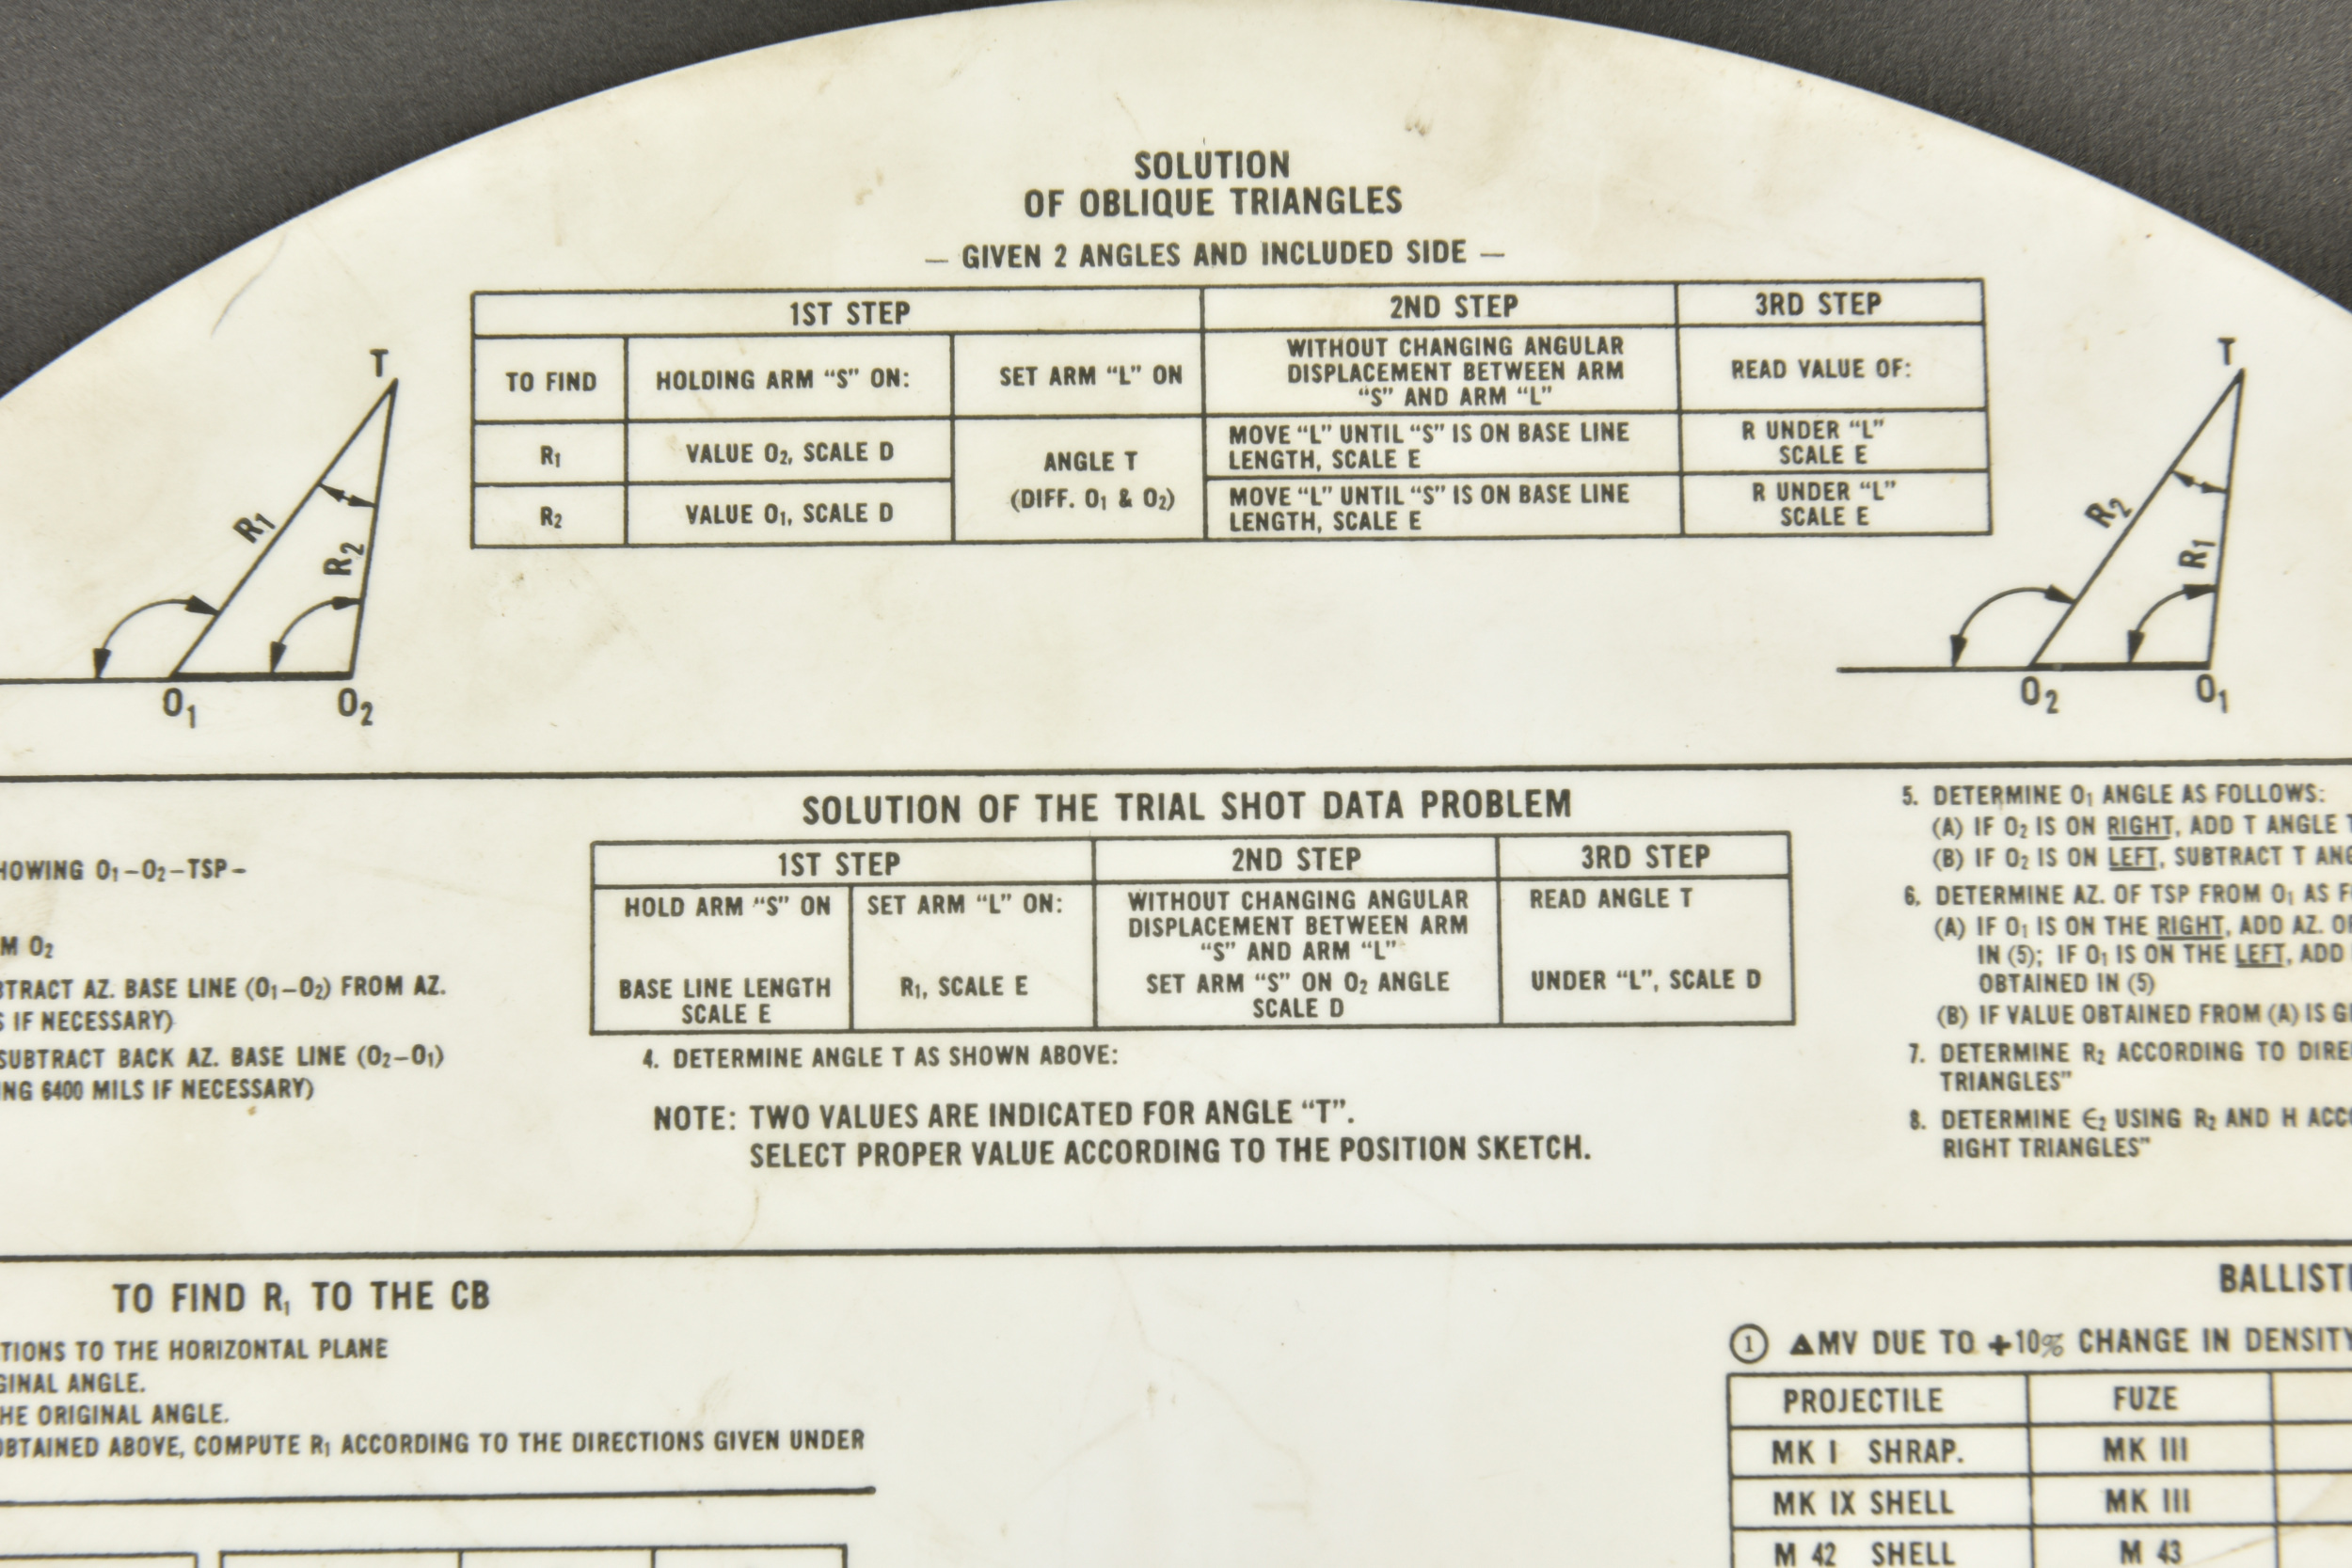 SOLUTION
OF OBLIQUE TRIANGLES
— GIVEN 2 ANGLES AND INCLUDED SIDE —
1ST STEP 2ND STEP 3RD STEP
TO FIND HOLDING ARM “S” ON: SET ARM “L” ON
WITHOUT CHANGING ANGULAR
DISPLACEMENT BETWEEN ARM
“S” AND ARM “L”
READ VALUE OF:
R₁ VALUE O₂, SCALE D
ANGLE T
(DIFF. O₁ & O₂)
MOVE “L” UNTIL “S” IS ON BASE LINE
LENGTH, SCALE E
R UNDER “L”
SCALE E
R₂ VALUE O₁, SCALE D
MOVE “L” UNTIL “S” IS ON BASE LINE
LENGTH, SCALE E
R UNDER “L”
SCALE E
T
R₁
R₂
O₁ O₂
T
R₂
R₁
O₂ O₁
HOWING O₁–O₂–TSP–
M O₂
TRACT AZ. BASE LINE (O₁–O₂) FROM AZ.
IF NECESSARY)
SUBTRACT BACK AZ. BASE LINE (O₂–O₁)
NG 6400 MILS IF NECESSARY)
SOLUTION OF THE TRIAL SHOT DATA PROBLEM
1ST STEP 2ND STEP 3RD STEP
HOLD ARM “S” ON
BASE LINE LENGTH
SCALE E
SET ARM “L” ON:
R₁, SCALE E
WITHOUT CHANGING ANGULAR
DISPLACEMENT BETWEEN ARM
“S” AND ARM “L”
SET ARM “S” ON O₂ ANGLE
SCALE D
READ ANGLE T
UNDER “L”, SCALE D
4. DETERMINE ANGLE T AS SHOWN ABOVE:
NOTE: TWO VALUES ARE INDICATED FOR ANGLE “T”.
SELECT PROPER VALUE ACCORDING TO THE POSITION SKETCH.
5. DETERMINE O₁ ANGLE AS FOLLOWS:
(A) IF O₂ IS ON RIGHT, ADD T ANGLE
(B) IF O₂ IS ON LEFT, SUBTRACT T
6. DETERMINE AZ. OF TSP FROM O₁ AS
(A) IF O₁ IS ON THE RIGHT, ADD AZ.
IN (5); IF O₁ IS ON THE LEFT, ADD
OBTAINED IN (5)
(B) IF VALUE OBTAINED FROM (A) IS
7. DETERMINE R₂ ACCORDING TO
TRIANGLES”
8. DETERMINE ∈₂ USING R₂ AND H
RIGHT TRIANGLES”
TO FIND R₁ TO THE CB
TIONS TO THE HORIZONTAL PLANE
GINAL ANGLE.
HE ORIGINAL ANGLE.
OBTAINED ABOVE, COMPUTE R₁ ACCORDING TO THE DIRECTIONS GIVEN UNDER
BALLISTI
① ▲MV DUE TO +10% CHANGE IN DENSITY
PROJECTILE FUZE
MK I SHRAP. MK III
MK IX SHELL MK III
M 42 SHELL M 43